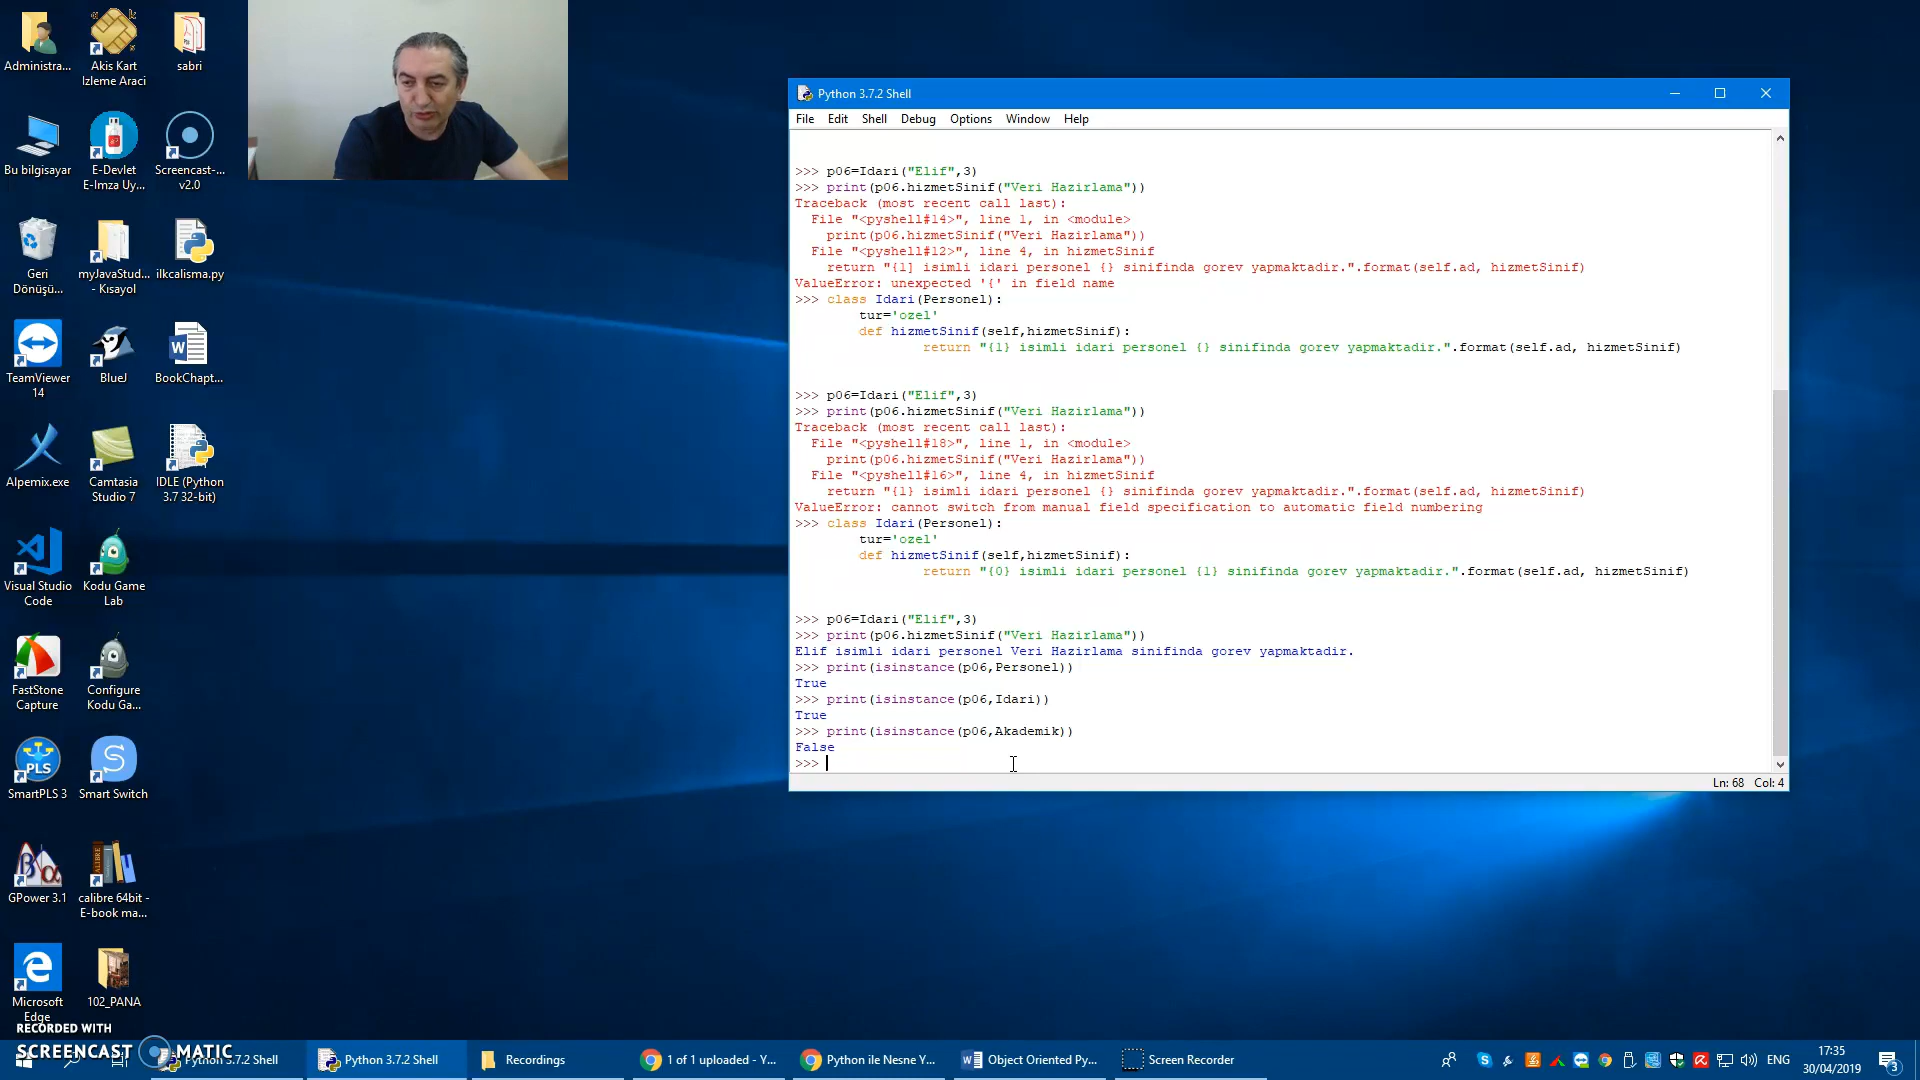 Administra...
Akis Kart
Izleme Araci
sabri
Bu bilgisayar
E-Devlet
E-Imza Uy...
Screencast-...
v2.0
Geri
Dönüşü...
myJavaStud...
- Kısayol
ilkcalisma.py
TeamViewer
14
BlueJ
BookChapt...
Alpemix.exe
Camtasia
Studio 7
IDLE (Python
3.7 32-bit)
Visual Studio
Code
Kodu Game
Lab
FastStone
Capture
Configure
Kodu Ga...
SmartPLS 3
Smart Switch
GPower 3.1
calibre 64bit -
E-book ma...
Microsoft
Edge
102_PANA
Python 3.7.2 Shell
File Edit Shell Debug Options Window Help
>>> p06=Idari("Elif",3)
>>> print(p06.hizmetSinif("Veri Hazirlama"))
Traceback (most recent call last):
  File "<pyshell#14>", line 1, in <module>
    print(p06.hizmetSinif("Veri Hazirlama"))
  File "<pyshell#12>", line 4, in hizmetSinif
    return "{1] isimli idari personel {} sinifinda gorev yapmaktadir.".format(self.ad, hizmetSinif)
ValueError: unexpected '{' in field name
>>> class Idari(Personel):
        tur='ozel'
        def hizmetSinif(self,hizmetSinif):
                return "{1} isimli idari personel {} sinifinda gorev yapmaktadir.".format(self.ad, hizmetSinif)
>>> p06=Idari("Elif",3)
>>> print(p06.hizmetSinif("Veri Hazirlama"))
Traceback (most recent call last):
  File "<pyshell#18>", line 1, in <module>
    print(p06.hizmetSinif("Veri Hazirlama"))
  File "<pyshell#16>", line 4, in hizmetSinif
    return "{1} isimli idari personel {} sinifinda gorev yapmaktadir.".format(self.ad, hizmetSinif)
ValueError: cannot switch from manual field specification to automatic field numbering
>>> class Idari(Personel):
        tur='ozel'
        def hizmetSinif(self,hizmetSinif):
                return "{0} isimli idari personel {1} sinifinda gorev yapmaktadir.".format(self.ad, hizmetSinif)
>>> p06=Idari("Elif",3)
>>> print(p06.hizmetSinif("Veri Hazirlama"))
Elif isimli idari personel Veri Hazirlama sinifinda gorev yapmaktadir.
>>> print(isinstance(p06,Personel))
True
>>> print(isinstance(p06,Idari))
True
>>> print(isinstance(p06,Akademik))
False
>>>
Ln: 68 Col: 4
RECORDED WITH
SCREENCAST MATIC
Python 3.7.2 Shell
Python 3.7.2 Shell
Recordings
1 of 1 uploaded - Y...
Python ile Nesne Y...
Object Oriented Py...
Screen Recorder
ENG
17:35
30/04/2019
3